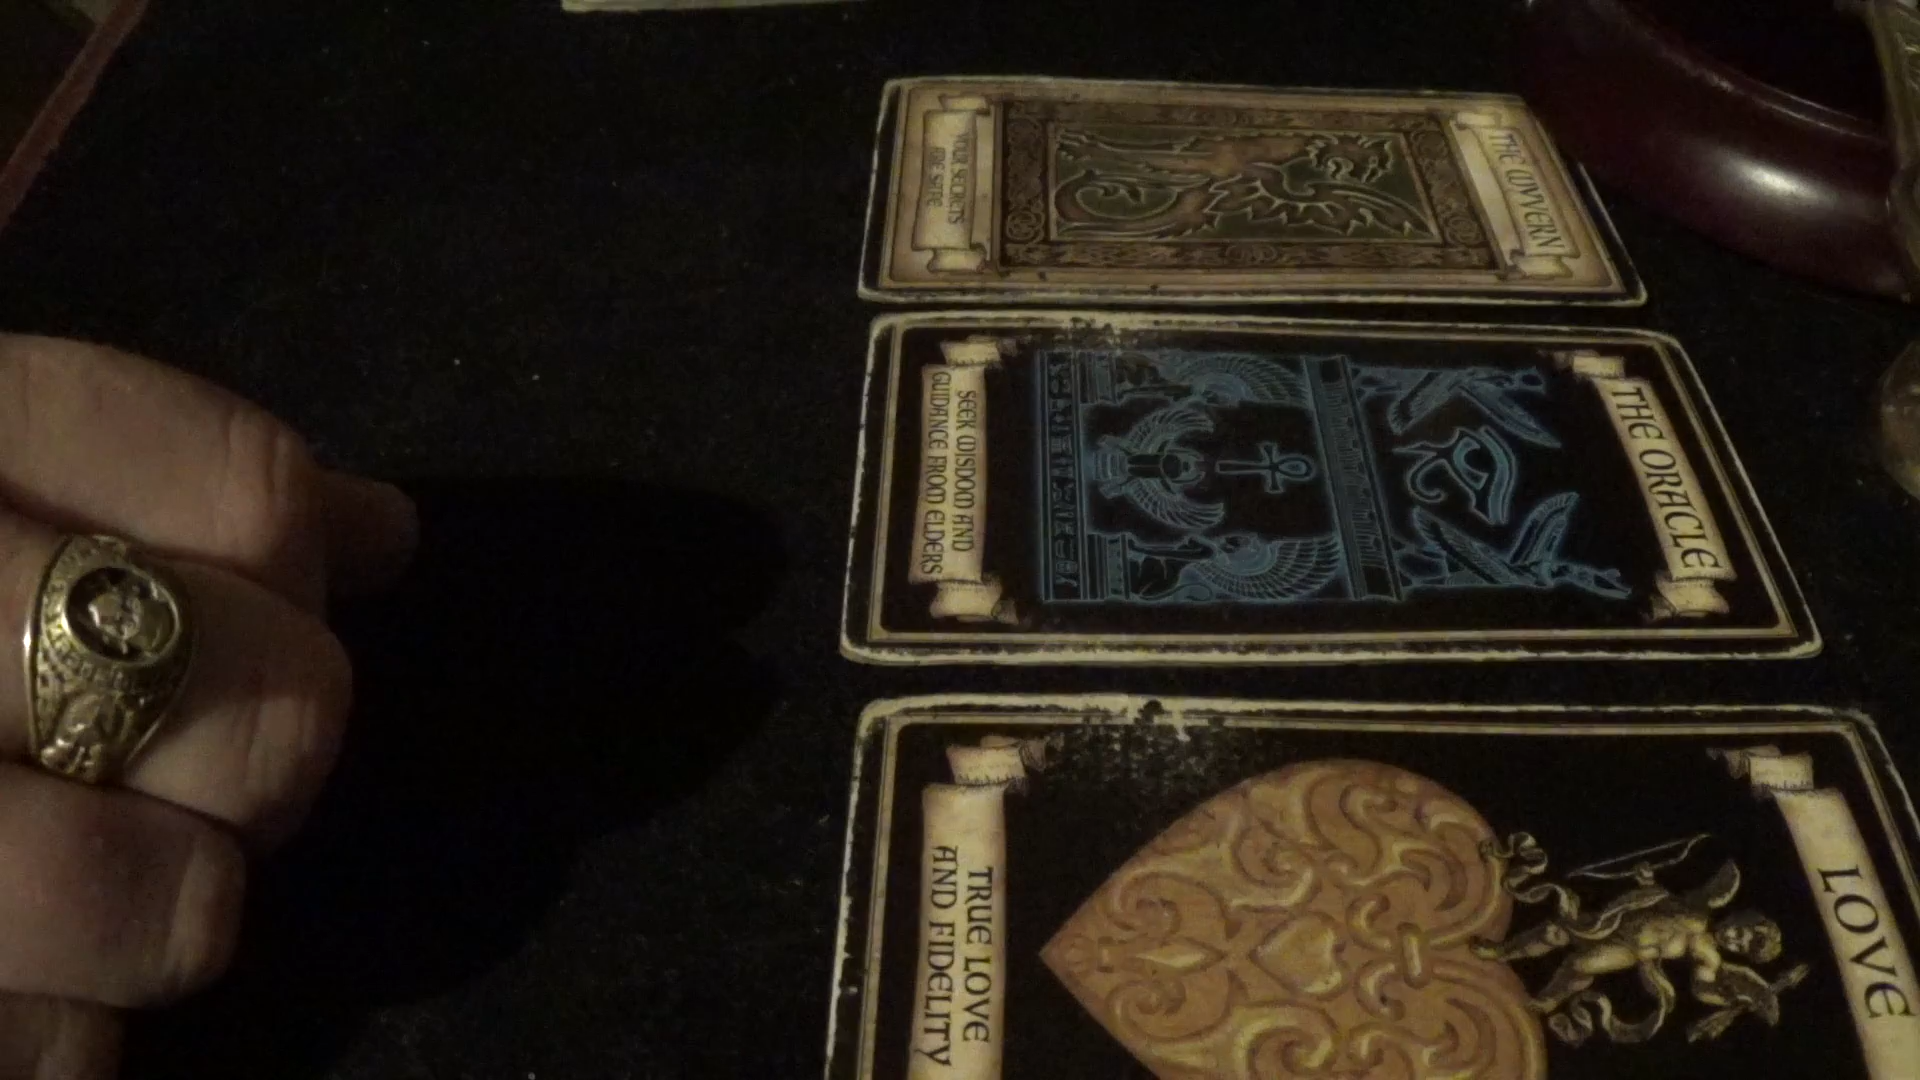 THE WYVERN
YOUR SECRETS
ARE SAFE
THE ORACLE
SEEK WISDOM AND
GUIDANCE FROM ELDERS
LOVE
TRUE LOVE
AND FIDELITY